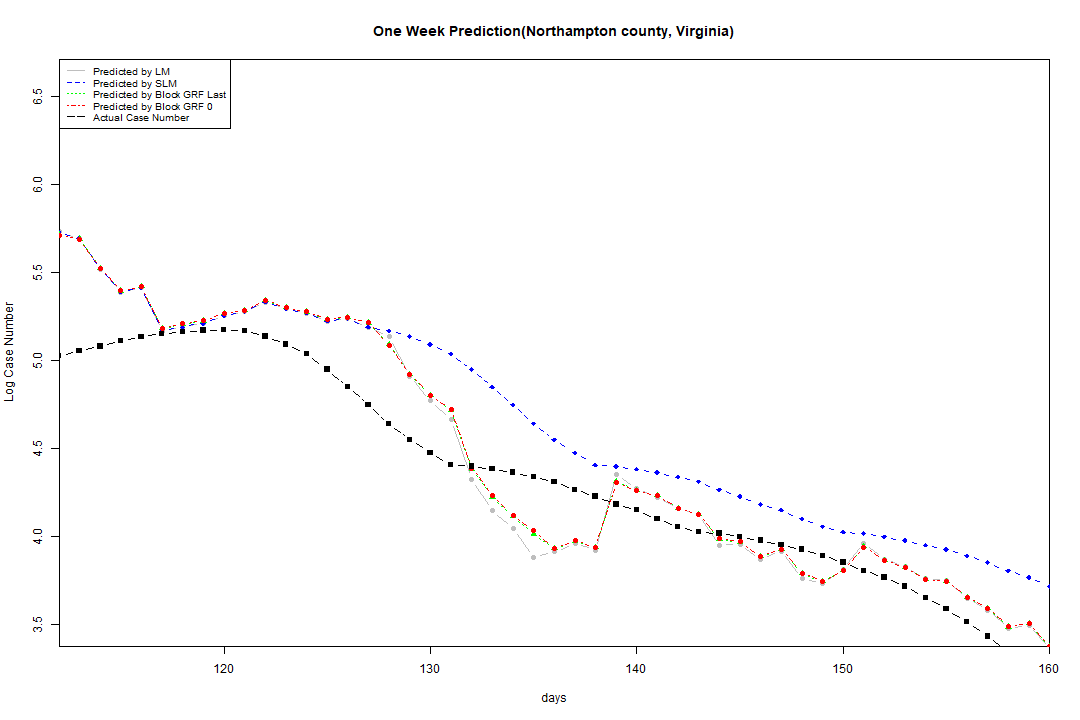 One Week Prediction(Northampton county, Virginia)
Predicted by LM
Predicted by SLM
Predicted by Block GRF Last
Predicted by Block GRF 0
Actual Case Number
6.5
6.0
5.5
5.0
4.5
4.0
3.5
Log Case Number
120 130 140 150 160
days